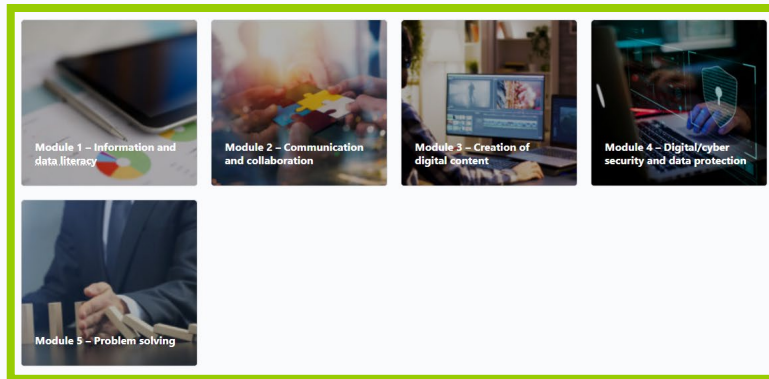 Module 1 – Information and
data literacy
Module 2 – Communication
and collaboration
Module 3 – Creation of
digital content
Module 4 – Digital/cyber
security and data protection
Module 5 – Problem solving